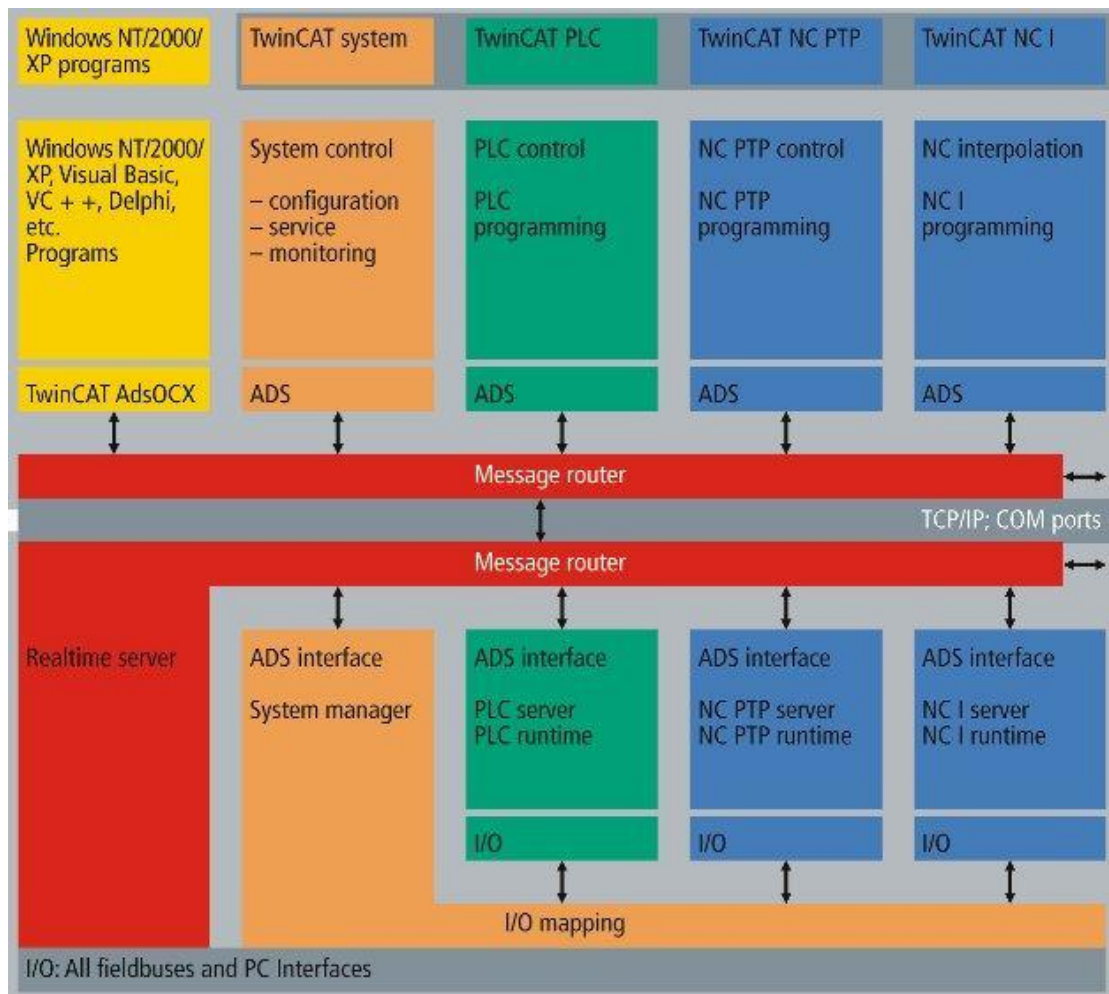 Windows NT/2000/
XP programs
TwinCAT system
TwinCAT PLC
TwinCAT NC PTP
TwinCAT NC I
Windows NT/2000/
XP, Visual Basic,
VC + +, Delphi,
etc.
Programs
System control
– configuration
– service
– monitoring
PLC control
PLC
programming
NC PTP control
NC PTP
programming
NC interpolation
NC I
programming
TwinCAT AdsOCX
ADS
ADS
ADS
ADS
Message router
TCP/IP; COM ports
Message router
Realtime server
ADS interface
System manager
ADS interface
PLC server
PLC runtime
ADS interface
NC PTP server
NC PTP runtime
ADS interface
NC I server
NC I runtime
I/O
I/O
I/O
I/O mapping
I/O: All fieldbuses and PC Interfaces